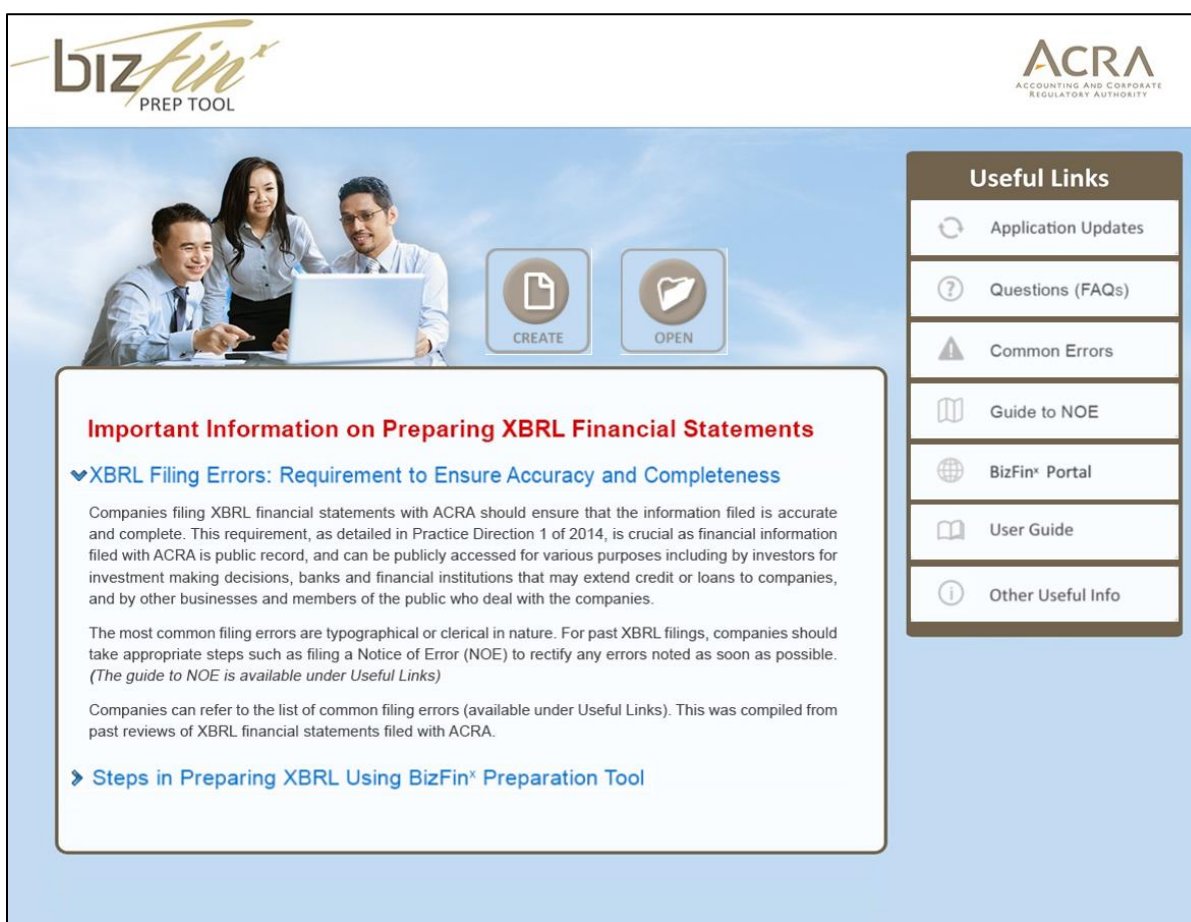 bizfinx
PREP TOOL
ACRA
ACCOUNTING AND CORPORATE
REGULATORY AUTHORITY
CREATE
OPEN
Important Information on Preparing XBRL Financial Statements
XBRL Filing Errors: Requirement to Ensure Accuracy and Completeness
Companies filing XBRL financial statements with ACRA should ensure that the information filed is accurate
and complete. This requirement, as detailed in Practice Direction 1 of 2014, is crucial as financial information
filed with ACRA is public record, and can be publicly accessed for various purposes including by investors for
investment making decisions, banks and financial institutions that may extend credit or loans to companies,
and by other businesses and members of the public who deal with the companies.
The most common filing errors are typographical or clerical in nature. For past XBRL filings, companies should
take appropriate steps such as filing a Notice of Error (NOE) to rectify any errors noted as soon as possible.
(The guide to NOE is available under Useful Links)
Companies can refer to the list of common filing errors (available under Useful Links). This was compiled from
past reviews of XBRL financial statements filed with ACRA.
Steps in Preparing XBRL Using BizFinˣ Preparation Tool
Useful Links
Application Updates
Questions (FAQs)
Common Errors
Guide to NOE
BizFinˣ Portal
User Guide
Other Useful Info